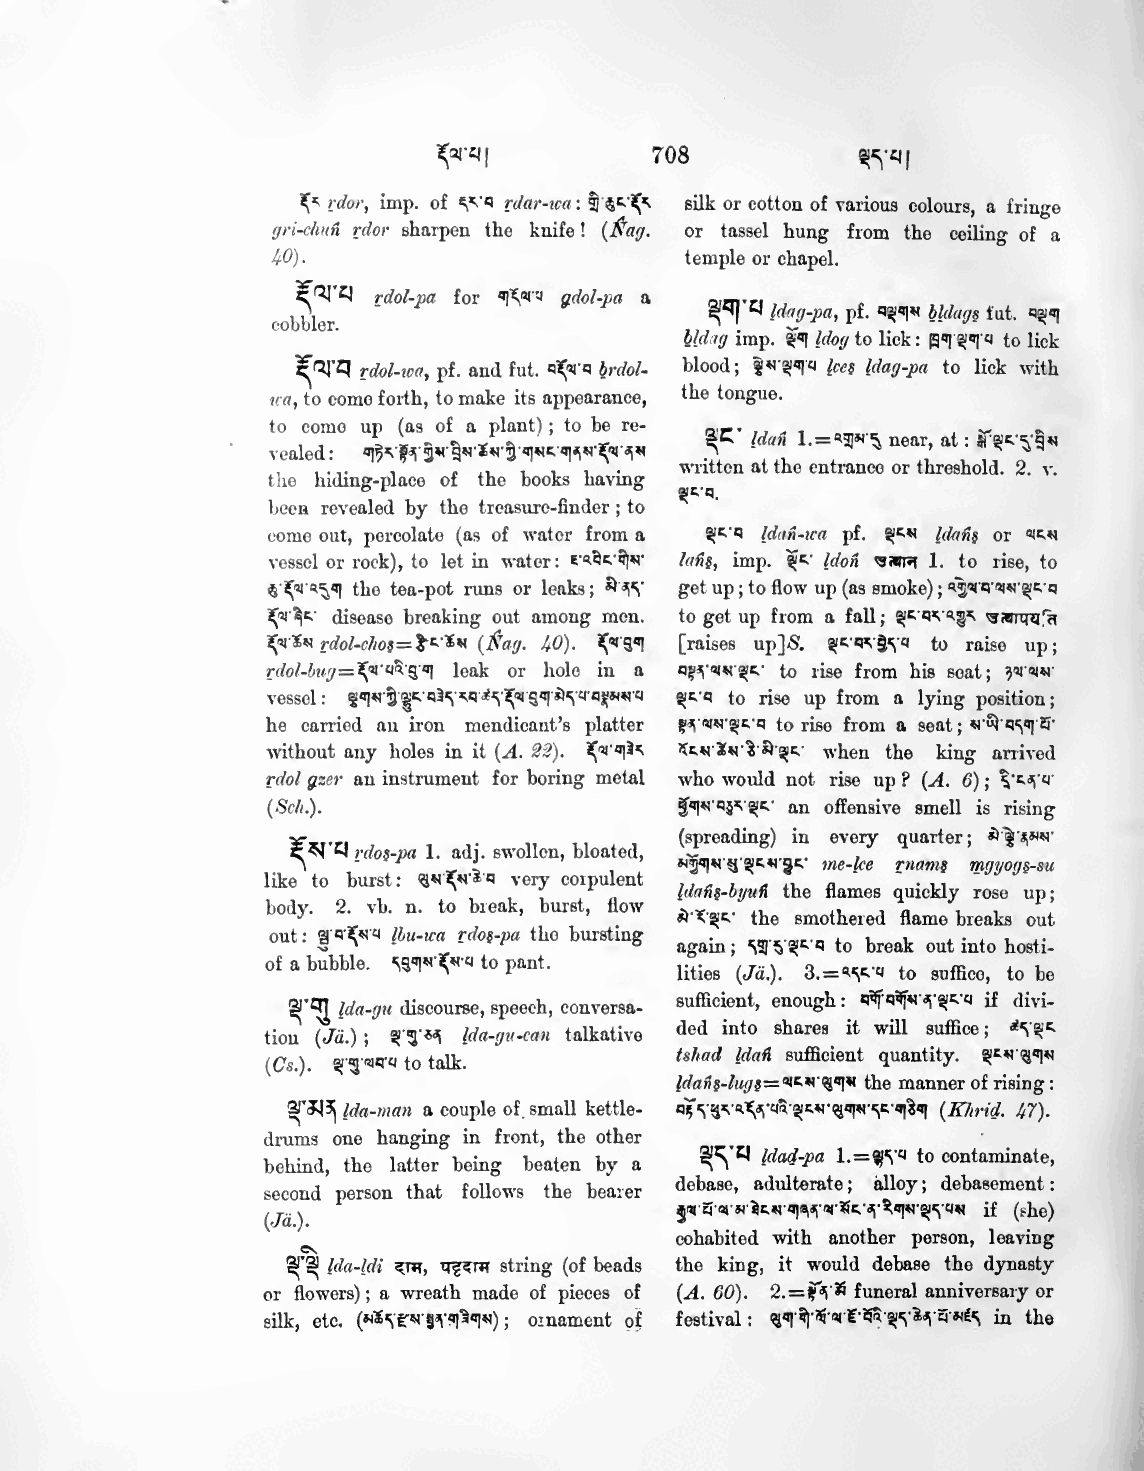 རྡོལ་པ།
708
ལྡད་པ།
རྡོར rdor, imp. of རྡར་བ rdar-wa: གྲི་ཆུང་རྡོར
gri-chuṅ rdor sharpen the knife! (Ñag.
40).
རྡོལ་པ rdol-pa for གདོལ་པ gdol-pa a
cobbler.
རྡོལ་བ rdol-wa, pf. and fut. བརྡོལ་བ brdol-
wa, to come forth, to make its appearance,
to come up (as of a plant); to be re-
vealed: གཏེར་སྟོན་གྱིས་བྲིས་ཆོས་ཀྱི་གསང་གནས་རྡོལ་ནས
the hiding-place of the books having
been revealed by the treasure-finder; to
come out, percolate (as of water from a
vessel or rock), to let in water: ཇ་འབིང་གིས་
ཆུ་རྡོལ་འདུག the tea-pot runs or leaks; མི་ནད་
རྡོལ་ཞིང་ disease breaking out among men.
རྡོལ་ཆོས rdol-chos=རྫིང་ཆོས (Ñag. 40). རྡོལ་བུག
rdol-bug=རྡོལ་པའི་བུ་ག leak or hole in a
vessel:
he carried an iron mendicant's platter
without any holes in it (A. 22). རྡོལ་གཟེར
rdol gzer an instrument for boring metal
(Sch.).
རྡོས་པ rdos-pa 1. adj. swollen, bloated,
like to burst: ལུས་རྡོས་ཆེ་བ very corpulent
body. 2. vb. n. to break, burst, flow
out: ལྦུ་བ་རྡོས་པ lbu-wa rdos-pa the bursting
of a bubble. དབུགས་རྡོས་པ to pant.
ལྡ་གུ lda-gu discourse, speech, conversa-
tion (Jä.); ལྡ་གུ་ཅན lda-gu-can talkative
(Cs.). ལྡ་གུ་ལབ་པ to talk.
ལྡ་མན lda-man a couple of small kettle-
drums one hanging in front, the other
behind, the latter being beaten by a
second person that follows the bearer
(Jä.).
ལྡ་ལྡི lda-ldi दाम, पट्टदाम string (of beads
or flowers); a wreath made of pieces of
silk, etc. (མཆོད་རྫས་སྤྲུན་གཟིགས); ornament of
silk or cotton of various colours, a fringe
or tassel hung from the ceiling of a
temple or chapel.
ལྡག་པ ldag-pa, pf. བལྡགས bldags fut. བལྡག
bldag imp. ལྡོག ldog to lick: ཁྲག་ལྡག་པ to lick
blood; ལྕེས་ལྡག་པ lces ldag-pa to lick with
the tongue.
ལྡང་ ldaṅ 1.=འགྲམ་དུ near, at: སྒོ་ལྡང་དུ་བྲིས
written at the entrance or threshold. 2. v.
ལྡང་བ.
ལྡང་བ ldaṅ-wa pf. ལྡངས ldaṅs or ལངས
laṅs, imp. ལྡོང་ ldoṅ उत्थान 1. to rise, to
get up; to flow up (as smoke); འགྱེལ་བ་ལས་ལྡང་བ
to get up from a fall; ལྡང་བར་འགྱུར उत्थापयति
[raises up]S. ལྡང་བར་བྱེད་པ to raise up;
བསྟན་ལས་ལྡང་ to rise from his seat; ཉལ་ལས་
ལྡང་བ to rise up from a lying position;
སྟན་ལས་ལྡང་བ to rise from a seat; ས་ཡི་བདག་པོ་
འོངས་ཚེས་ཅི་མི་ལྡང་ when the king arrived
who would not rise up? (A. 6); དྲི་ངན་པ་
ཕྱོགས་བཅུར་ལྡང་ an offensive smell is rising
(spreading) in every quarter; མེ་ལྕེ་རྣམས་
མགྱོགས་སུ་ལྡངས་བྱུང་ me-lce rnams mgyogs-su
ldaṅs-byuṅ the flames quickly rose up;
མེ་རོ་ལྡང་ the smothered flame breaks out
again; དགྲ་རུ་ལྡང་བ to break out into hosti-
lities (Jä.). 3.=འདང་པ to suffice, to be
sufficient, enough: བགོ་བགོས་ན་ལྡང་པ if divi-
ded into shares it will suffice; ཚད་ལྡང
tshad ldaṅ sufficient quantity. ལྡངས་ལུགས
ldaṅs-lugs=ལངས་ལུགས the manner of rising:
བརྗོད་ཕྱུར་འདོན་པའི་ལྡངས་ལུགས་དང་གཅིག (Khrid. 47).
ལྡད་པ ldad-pa 1.=སླད་པ to contaminate,
debase, adulterate; alloy; debasement:
རྒྱལ་པོ་ལ་མ་ཐེངས་གཞན་ལ་སོང་ན་རིགས་ལྡད་པས if (she)
cohabited with another person, leaving
the king, it would debase the dynasty
(A. 60). 2.=སྟོན་མོ funeral anniversary or
festival: ལུག་གི་ལོ་ལ་ཇོ་བོའི་ལྡད་ཆེན་པོ་མཛད in the